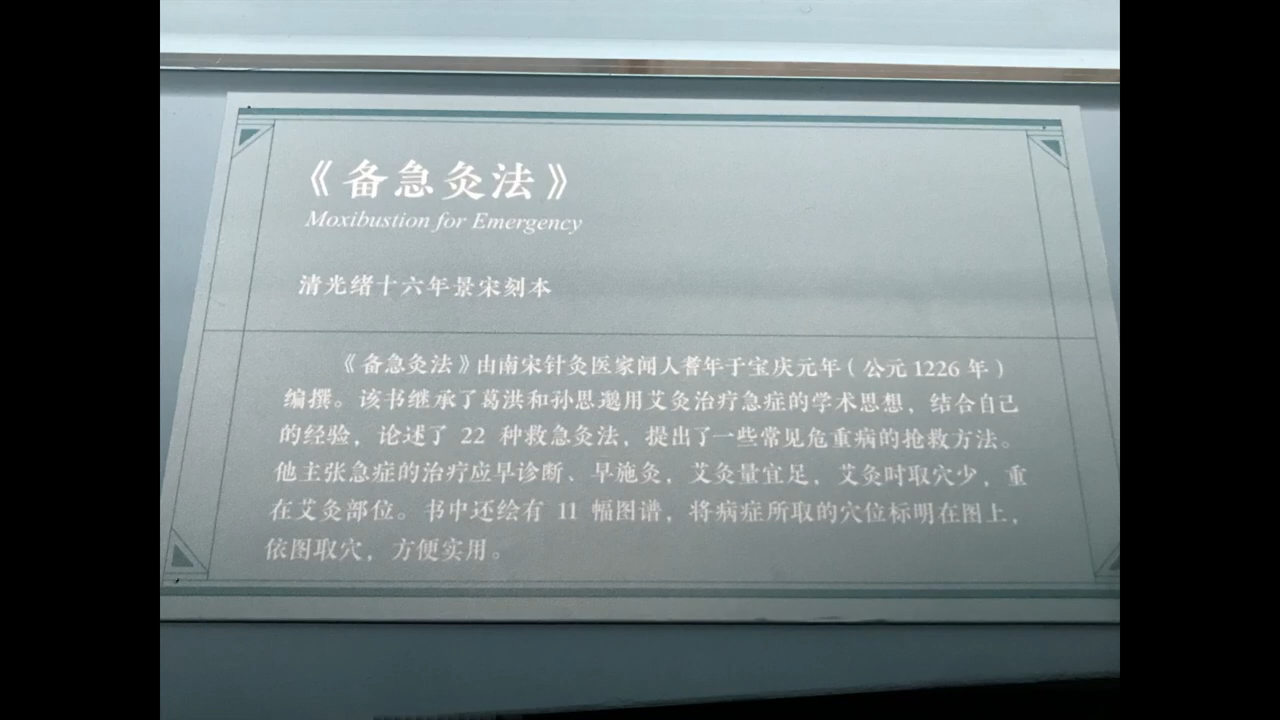 《备急灸法》
Moxibustion for Emergency
清光绪十六年景宋刻本
《备急灸法》由南宋针灸医家闻人耆年于宝庆元年（公元1226 年）
编撰。该书继承了葛洪和孙思邈用艾灸治疗急症的学术思想，结合自己
的经验，论述了 22 种救急灸法，提出了一些常见危重病的抢救方法。
他主张急症的治疗应早诊断、早施灸，艾灸量宜足，艾灸时取穴少，重
在艾灸部位。书中还绘有 11 幅图谱，将病症所取的穴位标明在图上，
依图取穴，方便实用。